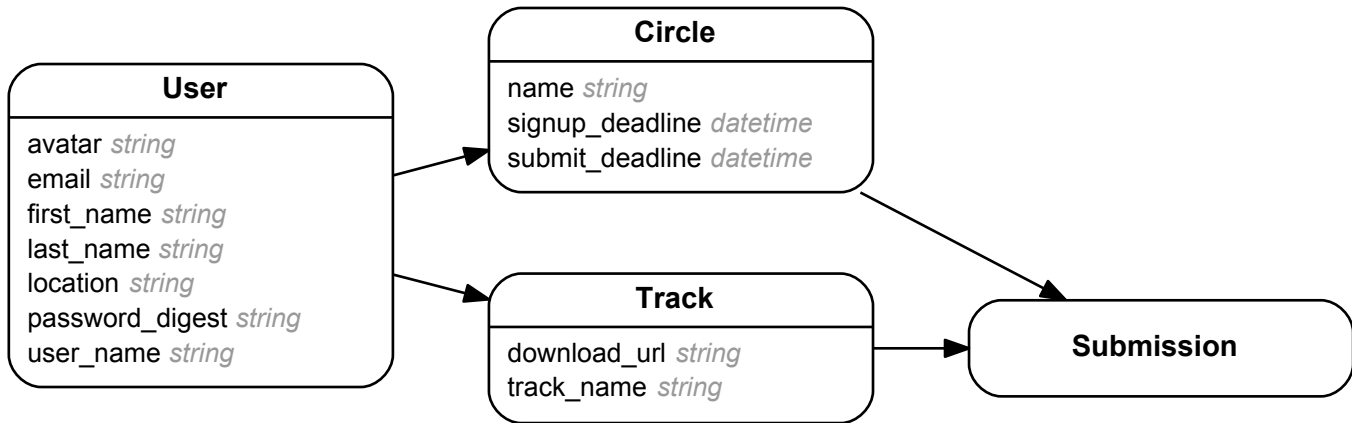 User
avatar string
email string
first_name string
last_name string
location string
password_digest string
user_name string
Circle
name string
signup_deadline datetime
submit_deadline datetime
Track
download_url string
track_name string
Submission